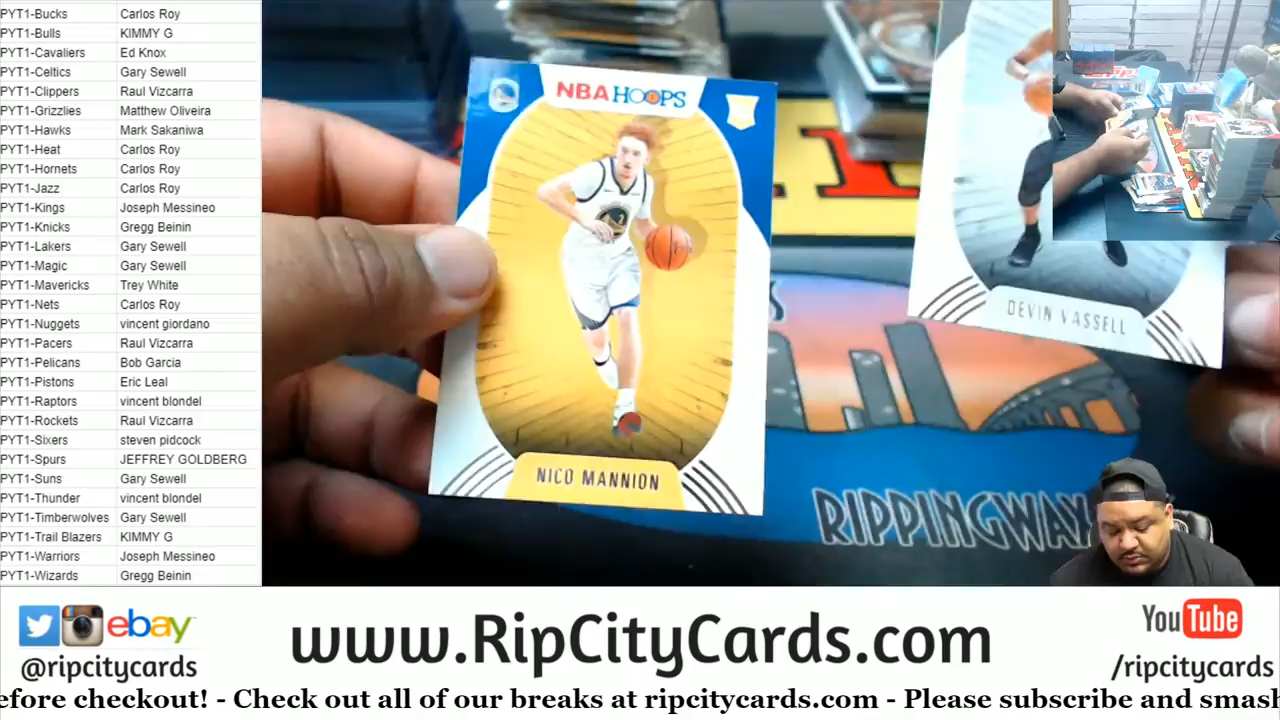 PYT1-Bucks Carlos Roy
PYT1-Bulls KIMMY G
PYT1-Cavaliers Ed Knox
PYT1-Celtics Gary Sewell
PYT1-Clippers Raul Vizcarra
PYT1-Grizzlies Matthew Oliveira
PYT1-Hawks Mark Sakaniwa
PYT1-Heat Carlos Roy
PYT1-Hornets Carlos Roy
PYT1-Jazz Carlos Roy
PYT1-Kings Joseph Messineo
PYT1-Knicks Gregg Beinin
PYT1-Lakers Gary Sewell
PYT1-Magic Gary Sewell
PYT1-Mavericks Trey White
PYT1-Nets Carlos Roy
PYT1-Nuggets vincent giordano
PYT1-Pacers Raul Vizcarra
PYT1-Pelicans Bob Garcia
PYT1-Pistons Eric Leal
PYT1-Raptors vincent blondel
PYT1-Rockets Raul Vizcarra
PYT1-Sixers steven pidcock
PYT1-Spurs JEFFREY GOLDBERG
PYT1-Suns Gary Sewell
PYT1-Thunder vincent blondel
PYT1-Timberwolves Gary Sewell
PYT1-Trail Blazers KIMMY G
PYT1-Warriors Joseph Messineo
PYT1-Wizards Gregg Beinin
NBA HOOPS
NICO MANNION
DEVIN VASSELL
RIPPINGWAX
ebay
@ripcitycards
www.RipCityCards.com
YouTube
/ripcitycards
efore checkout! - Check out all of our breaks at ripcitycards.com - Please subscribe and smash